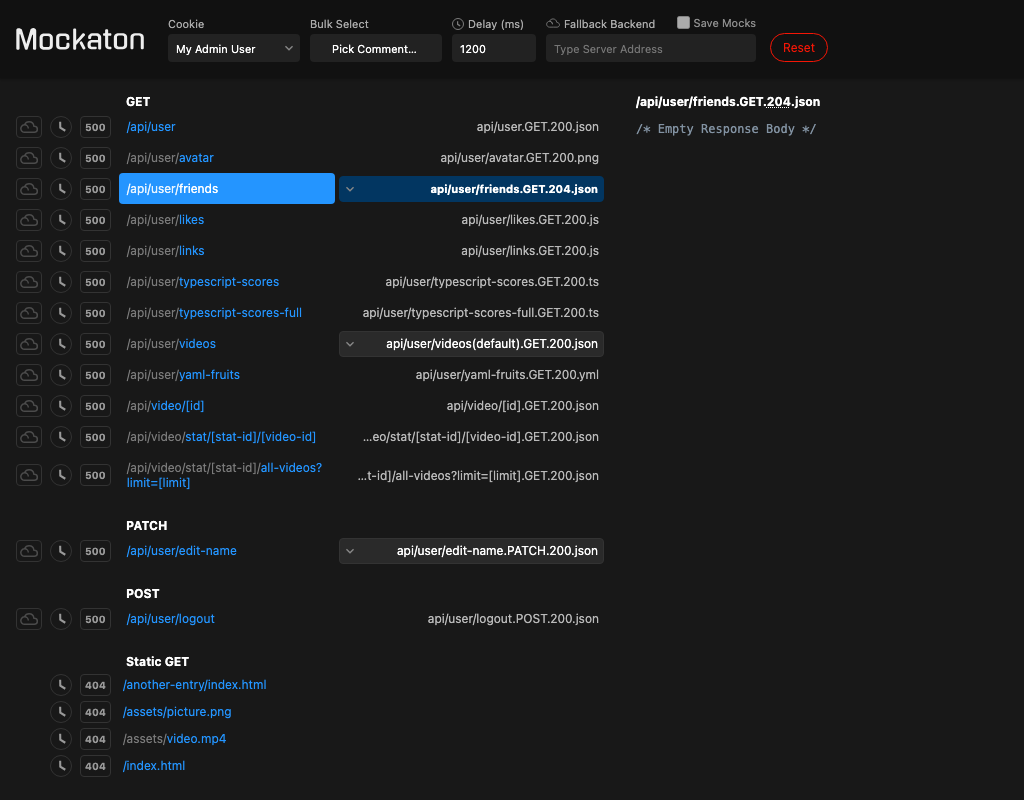 Mockaton
Cookie
My Admin User
Bulk Select
Pick Comment...
Delay (ms)
1200
Fallback Backend
Type Server Address
Save Mocks
Reset
GET
500 /api/user api/user.GET.200.json
500 /api/user/avatar api/user/avatar.GET.200.png
500 /api/user/friends api/user/friends.GET.204.json
500 /api/user/likes api/user/likes.GET.200.js
500 /api/user/links api/user/links.GET.200.js
500 /api/user/typescript-scores api/user/typescript-scores.GET.200.ts
500 /api/user/typescript-scores-full api/user/typescript-scores-full.GET.200.ts
500 /api/user/videos api/user/videos(default).GET.200.json
500 /api/user/yaml-fruits api/user/yaml-fruits.GET.200.yml
500 /api/video/[id] api/video/[id].GET.200.json
500 /api/video/stat/[stat-id]/[video-id] ...eo/stat/[stat-id]/[video-id].GET.200.json
500 /api/video/stat/[stat-id]/all-videos? ...t-id]/all-videos?limit=[limit].GET.200.json
limit=[limit]
PATCH
500 /api/user/edit-name api/user/edit-name.PATCH.200.json
POST
500 /api/user/logout api/user/logout.POST.200.json
Static GET
404 /another-entry/index.html
404 /assets/picture.png
404 /assets/video.mp4
404 /index.html
/api/user/friends.GET.204.json
/* Empty Response Body */